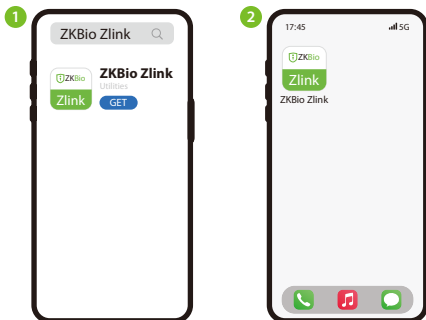 1
ZKBio Zlink
ZKBio
Zlink
ZKBio Zlink
Utilities
GET
2
17:45
5G
ZKBio
Zlink
ZKBio Zlink